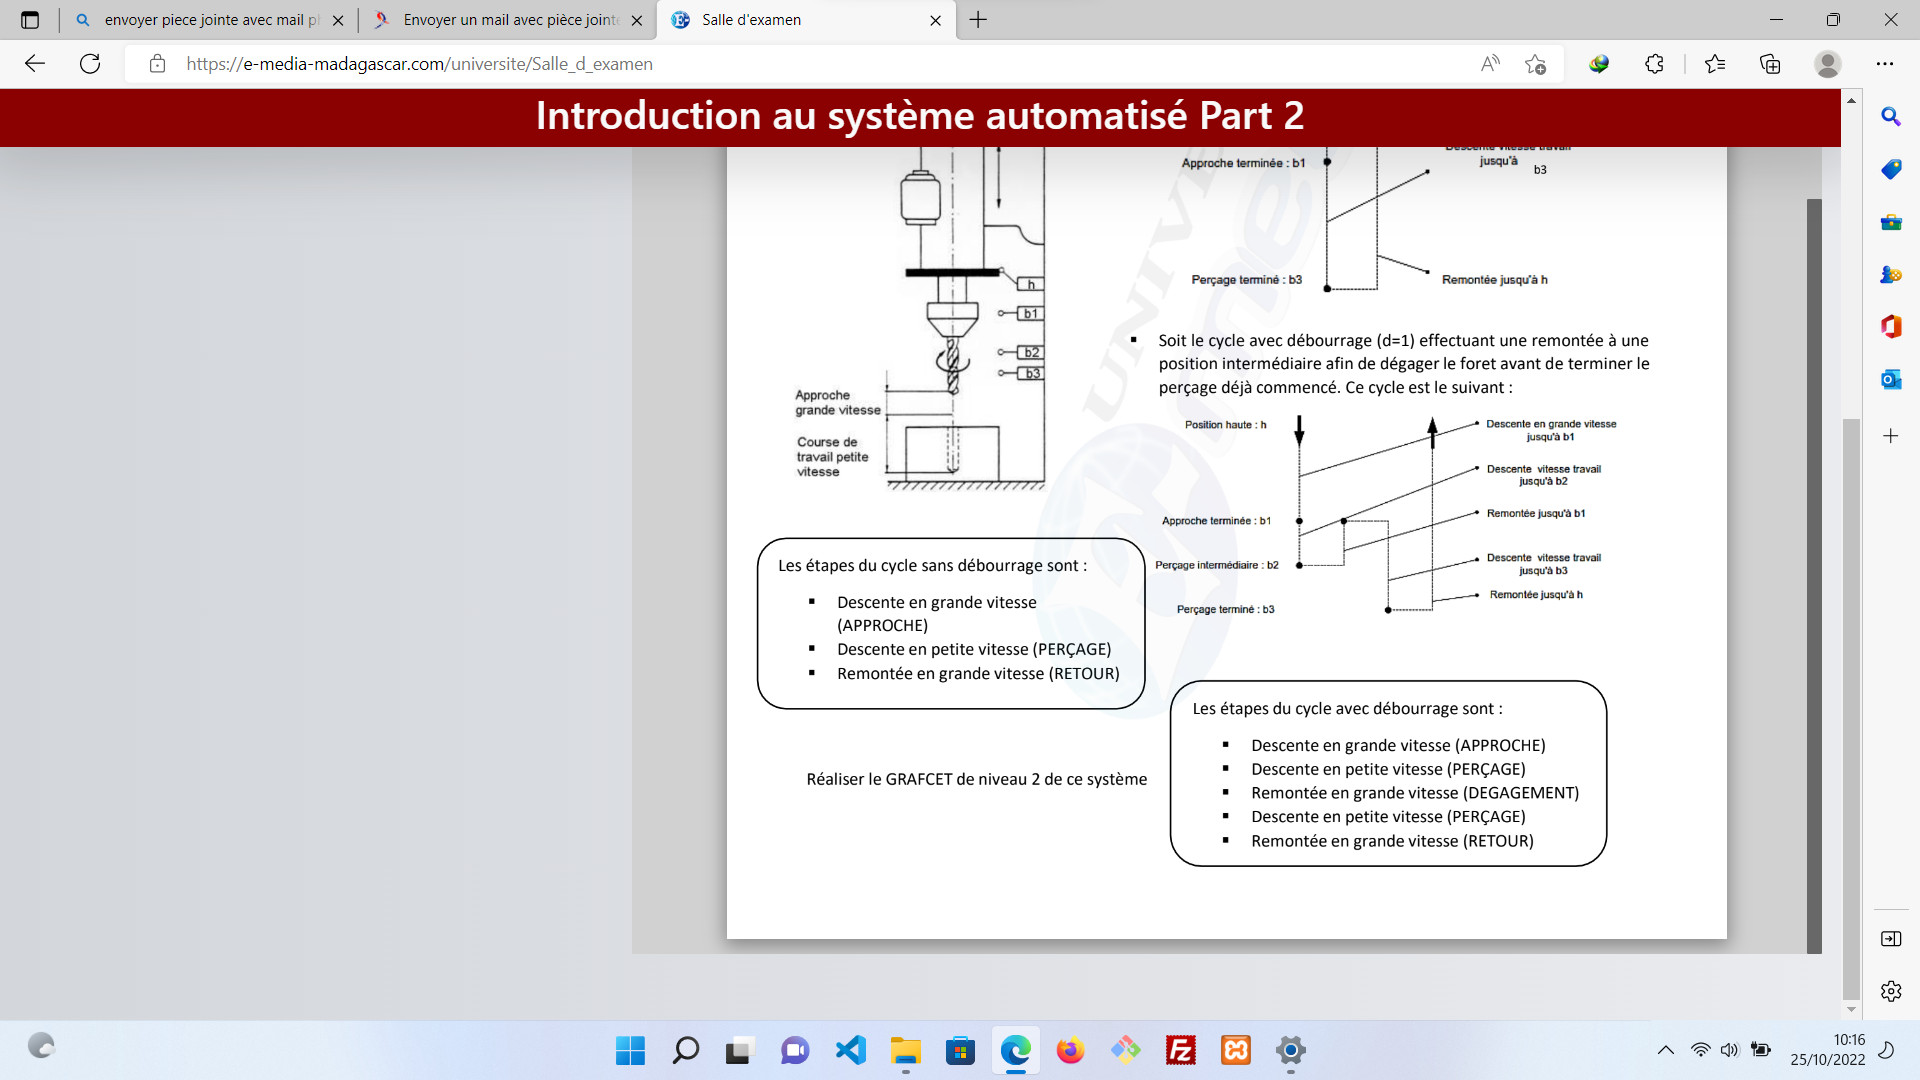 envoyer piece jointe avec mail p
Envoyer un mail avec pièce jointe
Salle d'examen
https://e-media-madagascar.com/universite/Salle_d_examen
Introduction au système automatisé Part 2
Approche terminée : b1
Descente vitesse travail
jusqu'à
b3
Perçage terminé : b3
Remontée jusqu'à h
h
b1
b2
b3
Approche
grande vitesse
Course de
travail petite
vitesse
Soit le cycle avec débourrage (d=1) effectuant une remontée à une
position intermédiaire afin de dégager le foret avant de terminer le
perçage déjà commencé. Ce cycle est le suivant :
Position haute : h
Descente en grande vitesse
jusqu'à b1
Descente vitesse travail
jusqu'à b2
Approche terminée : b1
Remontée jusqu'à b1
Perçage intermédiaire : b2
Descente vitesse travail
jusqu'à b3
Remontée jusqu'à h
Perçage terminé : b3
Les étapes du cycle sans débourrage sont :
Descente en grande vitesse
(APPROCHE)
Descente en petite vitesse (PERÇAGE)
Remontée en grande vitesse (RETOUR)
Les étapes du cycle avec débourrage sont :
Descente en grande vitesse (APPROCHE)
Descente en petite vitesse (PERÇAGE)
Remontée en grande vitesse (DEGAGEMENT)
Descente en petite vitesse (PERÇAGE)
Remontée en grande vitesse (RETOUR)
Réaliser le GRAFCET de niveau 2 de ce système
10:16
25/10/2022